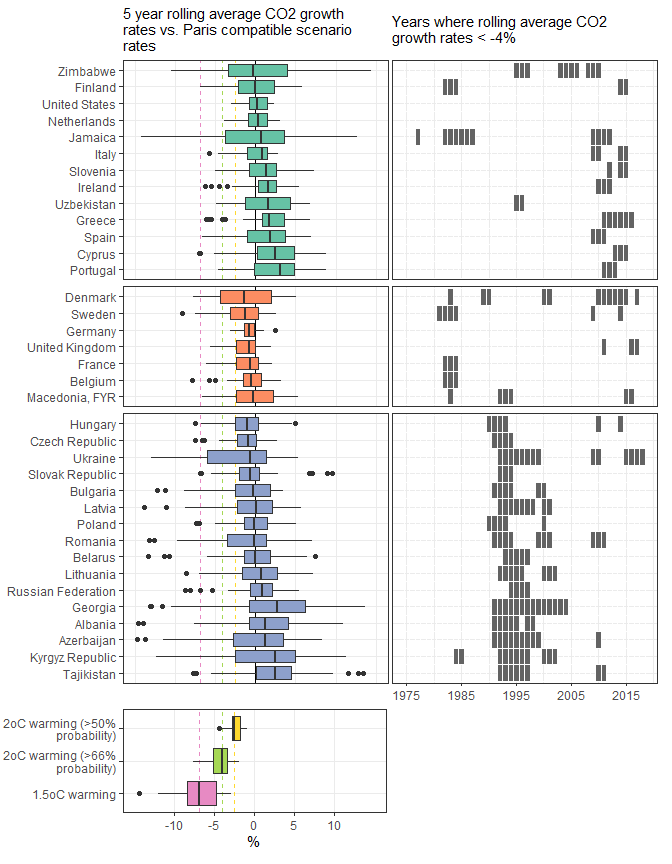 5 year rolling average CO2 growth
rates vs. Paris compatible scenario
rates
Years where rolling average CO2
growth rates < -4%
Zimbabwe
Finland
United States
Netherlands
Jamaica
Italy
Slovenia
Ireland
Uzbekistan
Greece
Spain
Cyprus
Portugal
Denmark
Sweden
Germany
United Kingdom
France
Belgium
Macedonia, FYR
Hungary
Czech Republic
Ukraine
Slovak Republic
Bulgaria
Latvia
Poland
Romania
Belarus
Lithuania
Russian Federation
Georgia
Albania
Azerbaijan
Kyrgyz Republic
Tajikistan
1975 1985 1995 2005 2015
2oC warming (>50%
probability)
2oC warming (>66%
probability)
1.5oC warming
-10 -5 0 5 10
%